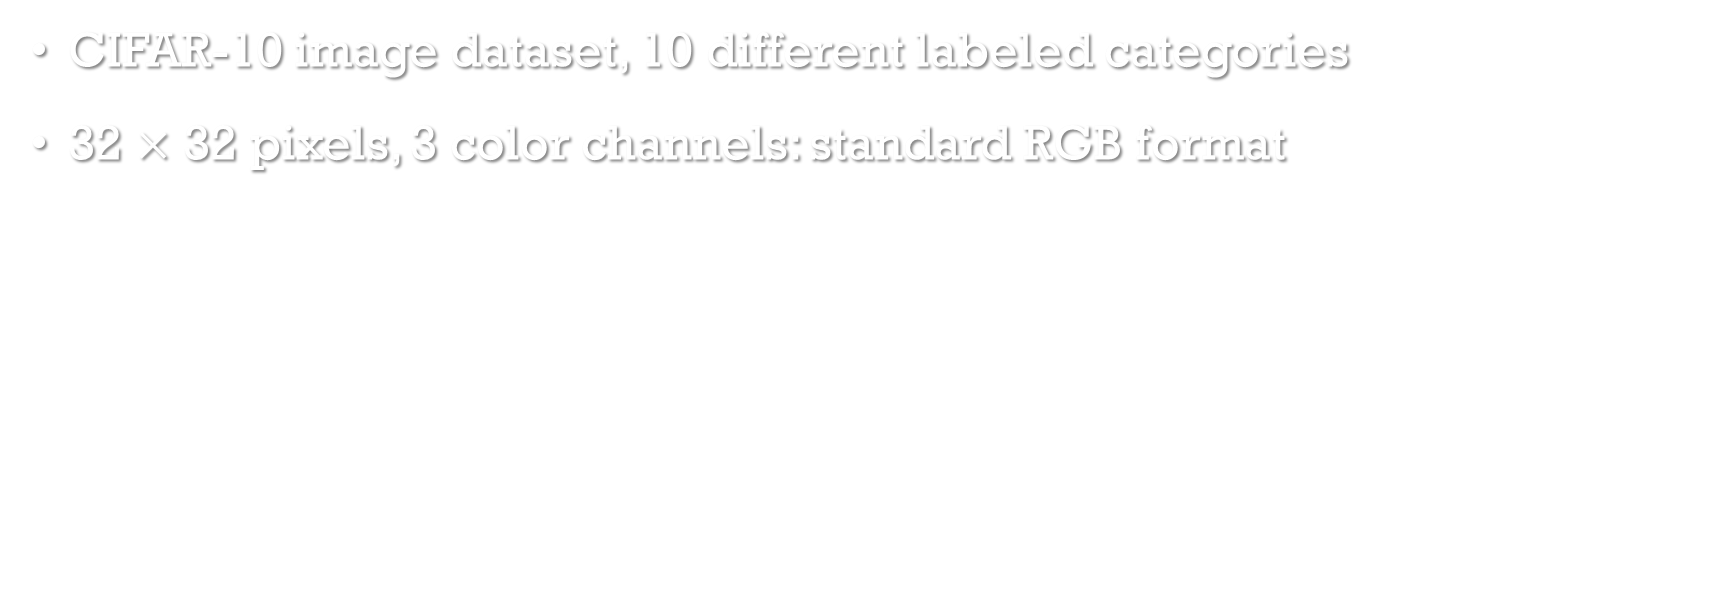 • CIFAR-10 image dataset, 10 different labeled categories
• 32 × 32 pixels, 3 color channels: standard RGB format